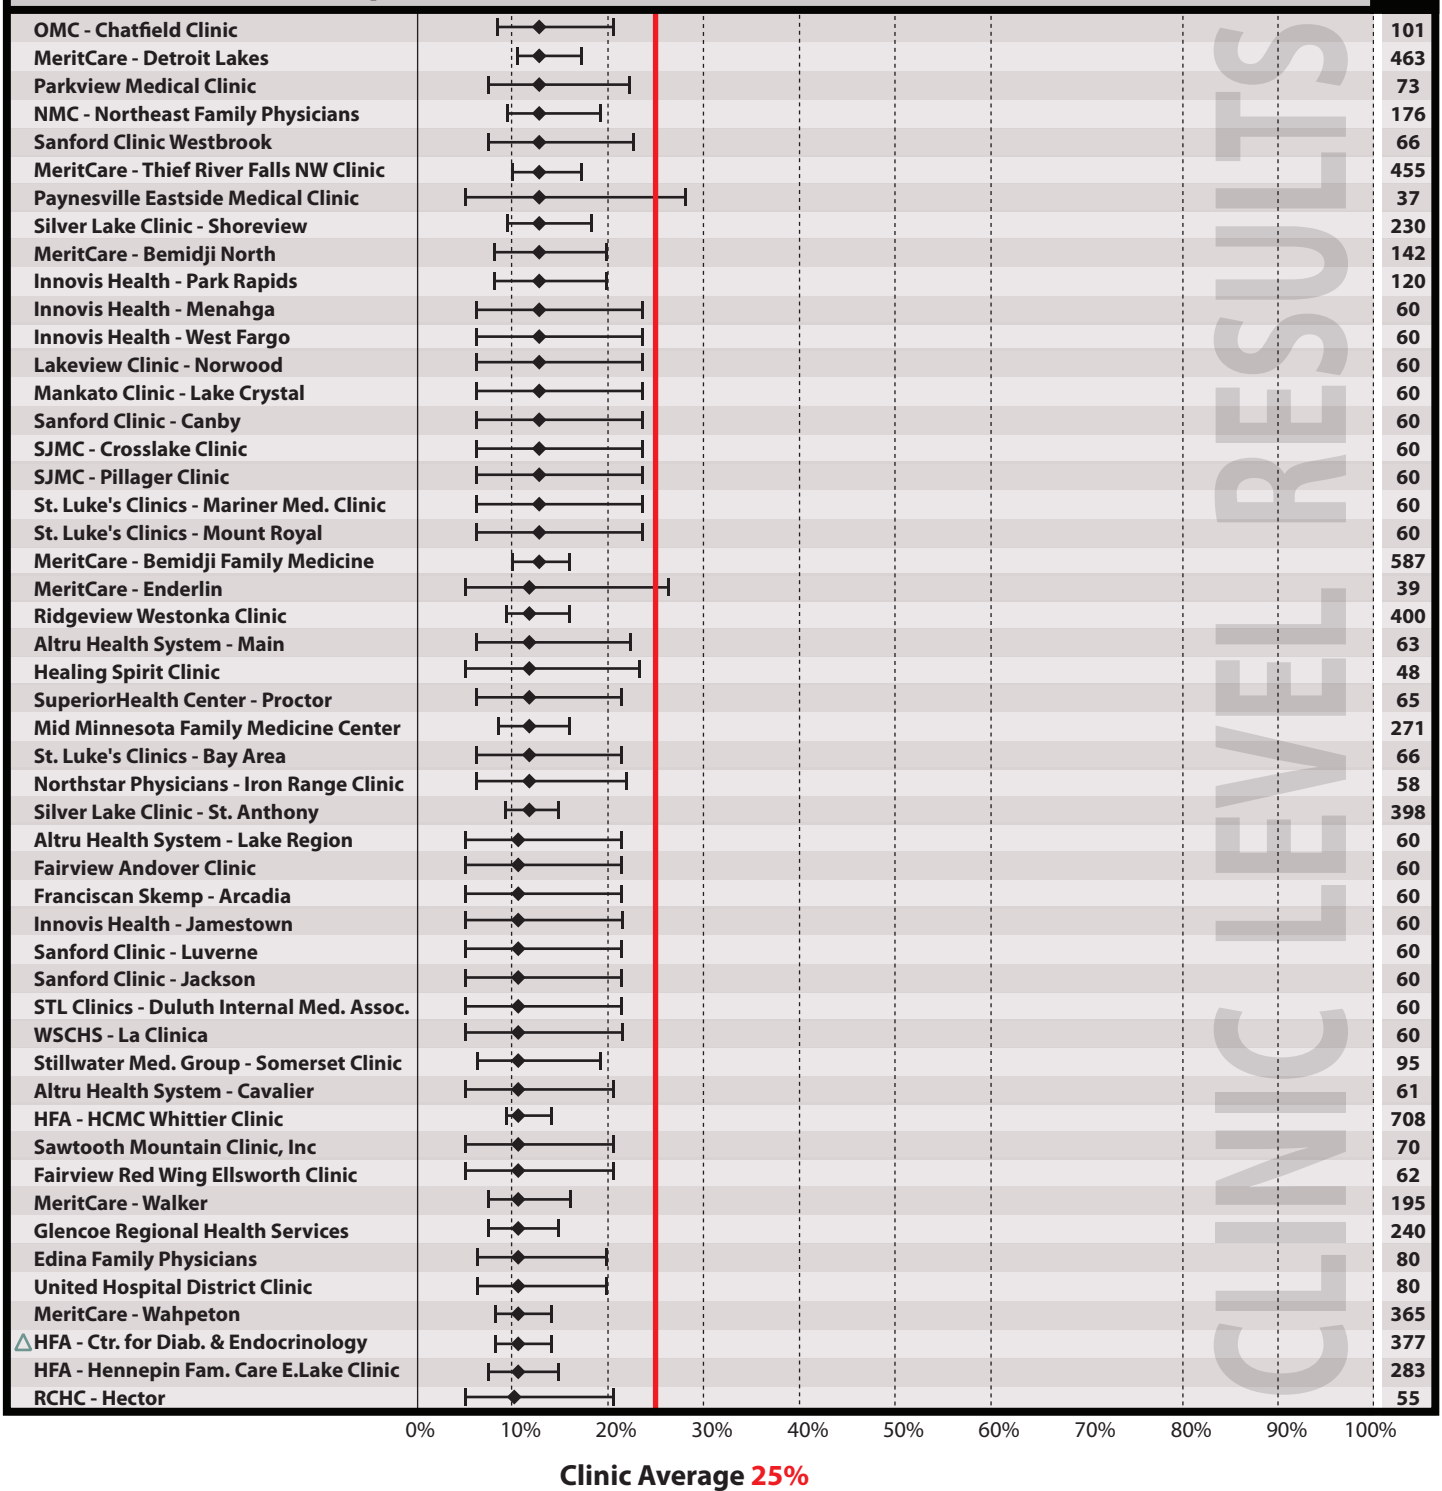 OMC - Chatfield Clinic 101
MeritCare - Detroit Lakes 463
Parkview Medical Clinic 73
NMC - Northeast Family Physicians 176
Sanford Clinic Westbrook 66
MeritCare - Thief River Falls NW Clinic 455
Paynesville Eastside Medical Clinic 37
Silver Lake Clinic - Shoreview 230
MeritCare - Bemidji North 142
Innovis Health - Park Rapids 120
Innovis Health - Menahga 60
Innovis Health - West Fargo 60
Lakeview Clinic - Norwood 60
Mankato Clinic - Lake Crystal 60
Sanford Clinic - Canby 60
SJMC - Crosslake Clinic 60
SJMC - Pillager Clinic 60
St. Luke's Clinics - Mariner Med. Clinic 60
St. Luke's Clinics - Mount Royal 60
MeritCare - Bemidji Family Medicine 587
MeritCare - Enderlin 39
Ridgeview Westonka Clinic 400
Altru Health System - Main 63
Healing Spirit Clinic 48
SuperiorHealth Center - Proctor 65
Mid Minnesota Family Medicine Center 271
St. Luke's Clinics - Bay Area 66
Northstar Physicians - Iron Range Clinic 58
Silver Lake Clinic - St. Anthony 398
Altru Health System - Lake Region 60
Fairview Andover Clinic 60
Franciscan Skemp - Arcadia 60
Innovis Health - Jamestown 60
Sanford Clinic - Luverne 60
Sanford Clinic - Jackson 60
STL Clinics - Duluth Internal Med. Assoc. 60
WSCHS - La Clinica 60
Stillwater Med. Group - Somerset Clinic 95
Altru Health System - Cavalier 61
HFA - HCMC Whittier Clinic 708
Sawtooth Mountain Clinic, Inc 70
Fairview Red Wing Ellsworth Clinic 62
MeritCare - Walker 195
Glencoe Regional Health Services 240
Edina Family Physicians 80
United Hospital District Clinic 80
MeritCare - Wahpeton 365
△HFA - Ctr. for Diab. & Endocrinology 377
HFA - Hennepin Fam. Care E.Lake Clinic 283
RCHC - Hector 55
CLINIC LEVEL RESULTS
0% 10% 20% 30% 40% 50% 60% 70% 80% 90% 100%
Clinic Average 25%